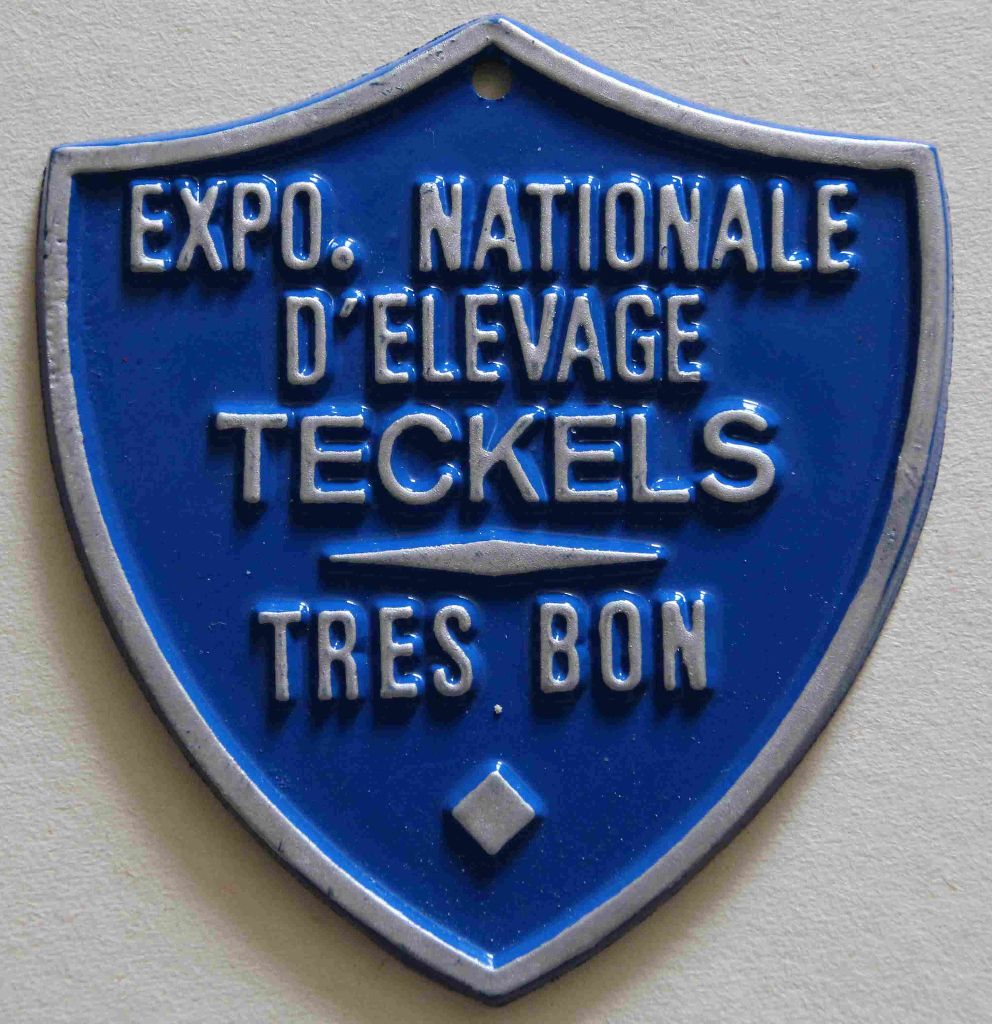 EXPO. NATIONALE
D'ELEVAGE
TECKELS
TRES BON